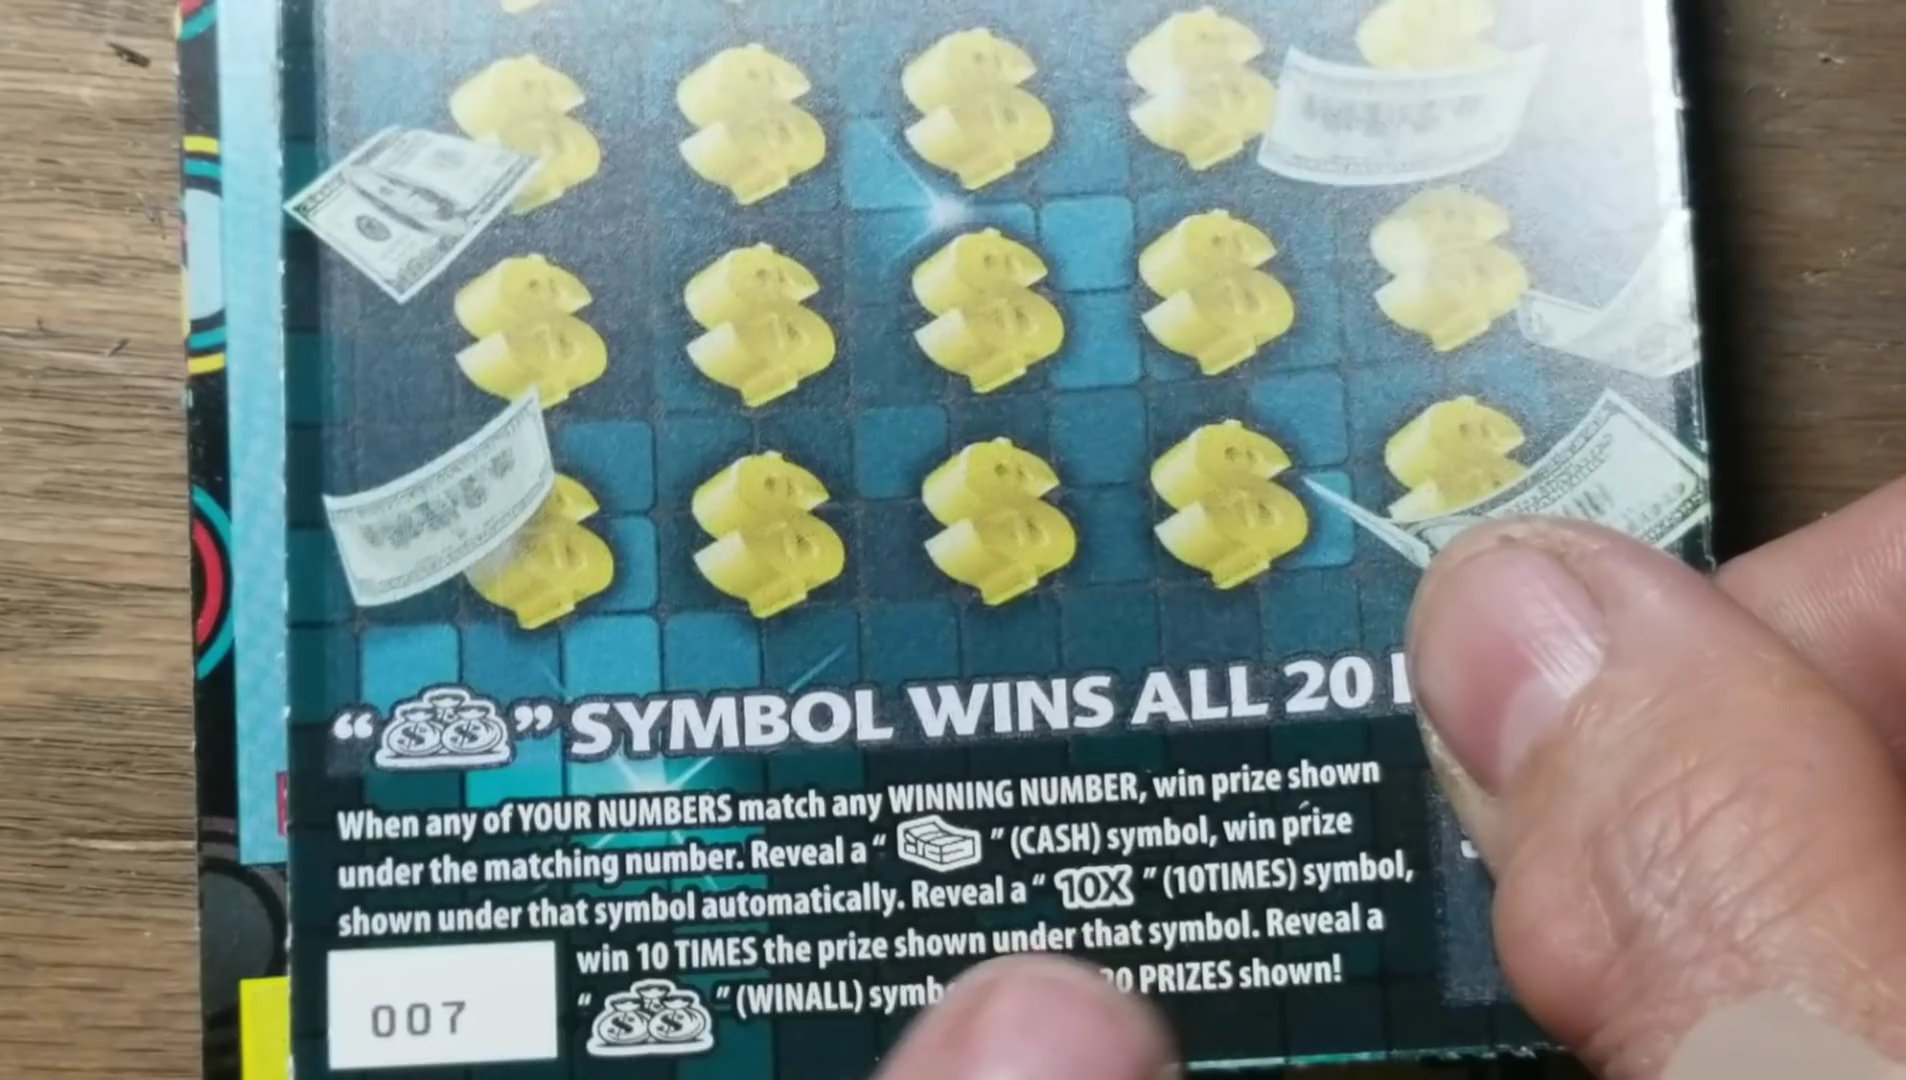 “ ” SYMBOL WINS ALL 20
When any of YOUR NUMBERS match any WINNING NUMBER, win prize shown
under the matching number. Reveal a “ ” (CASH) symbol, win prize
shown under that symbol automatically. Reveal a “ 10X ” (10TIMES) symbol,
win 10 TIMES the prize shown under that symbol. Reveal a
“ ” (WINALL) 20 PRIZES shown!
007